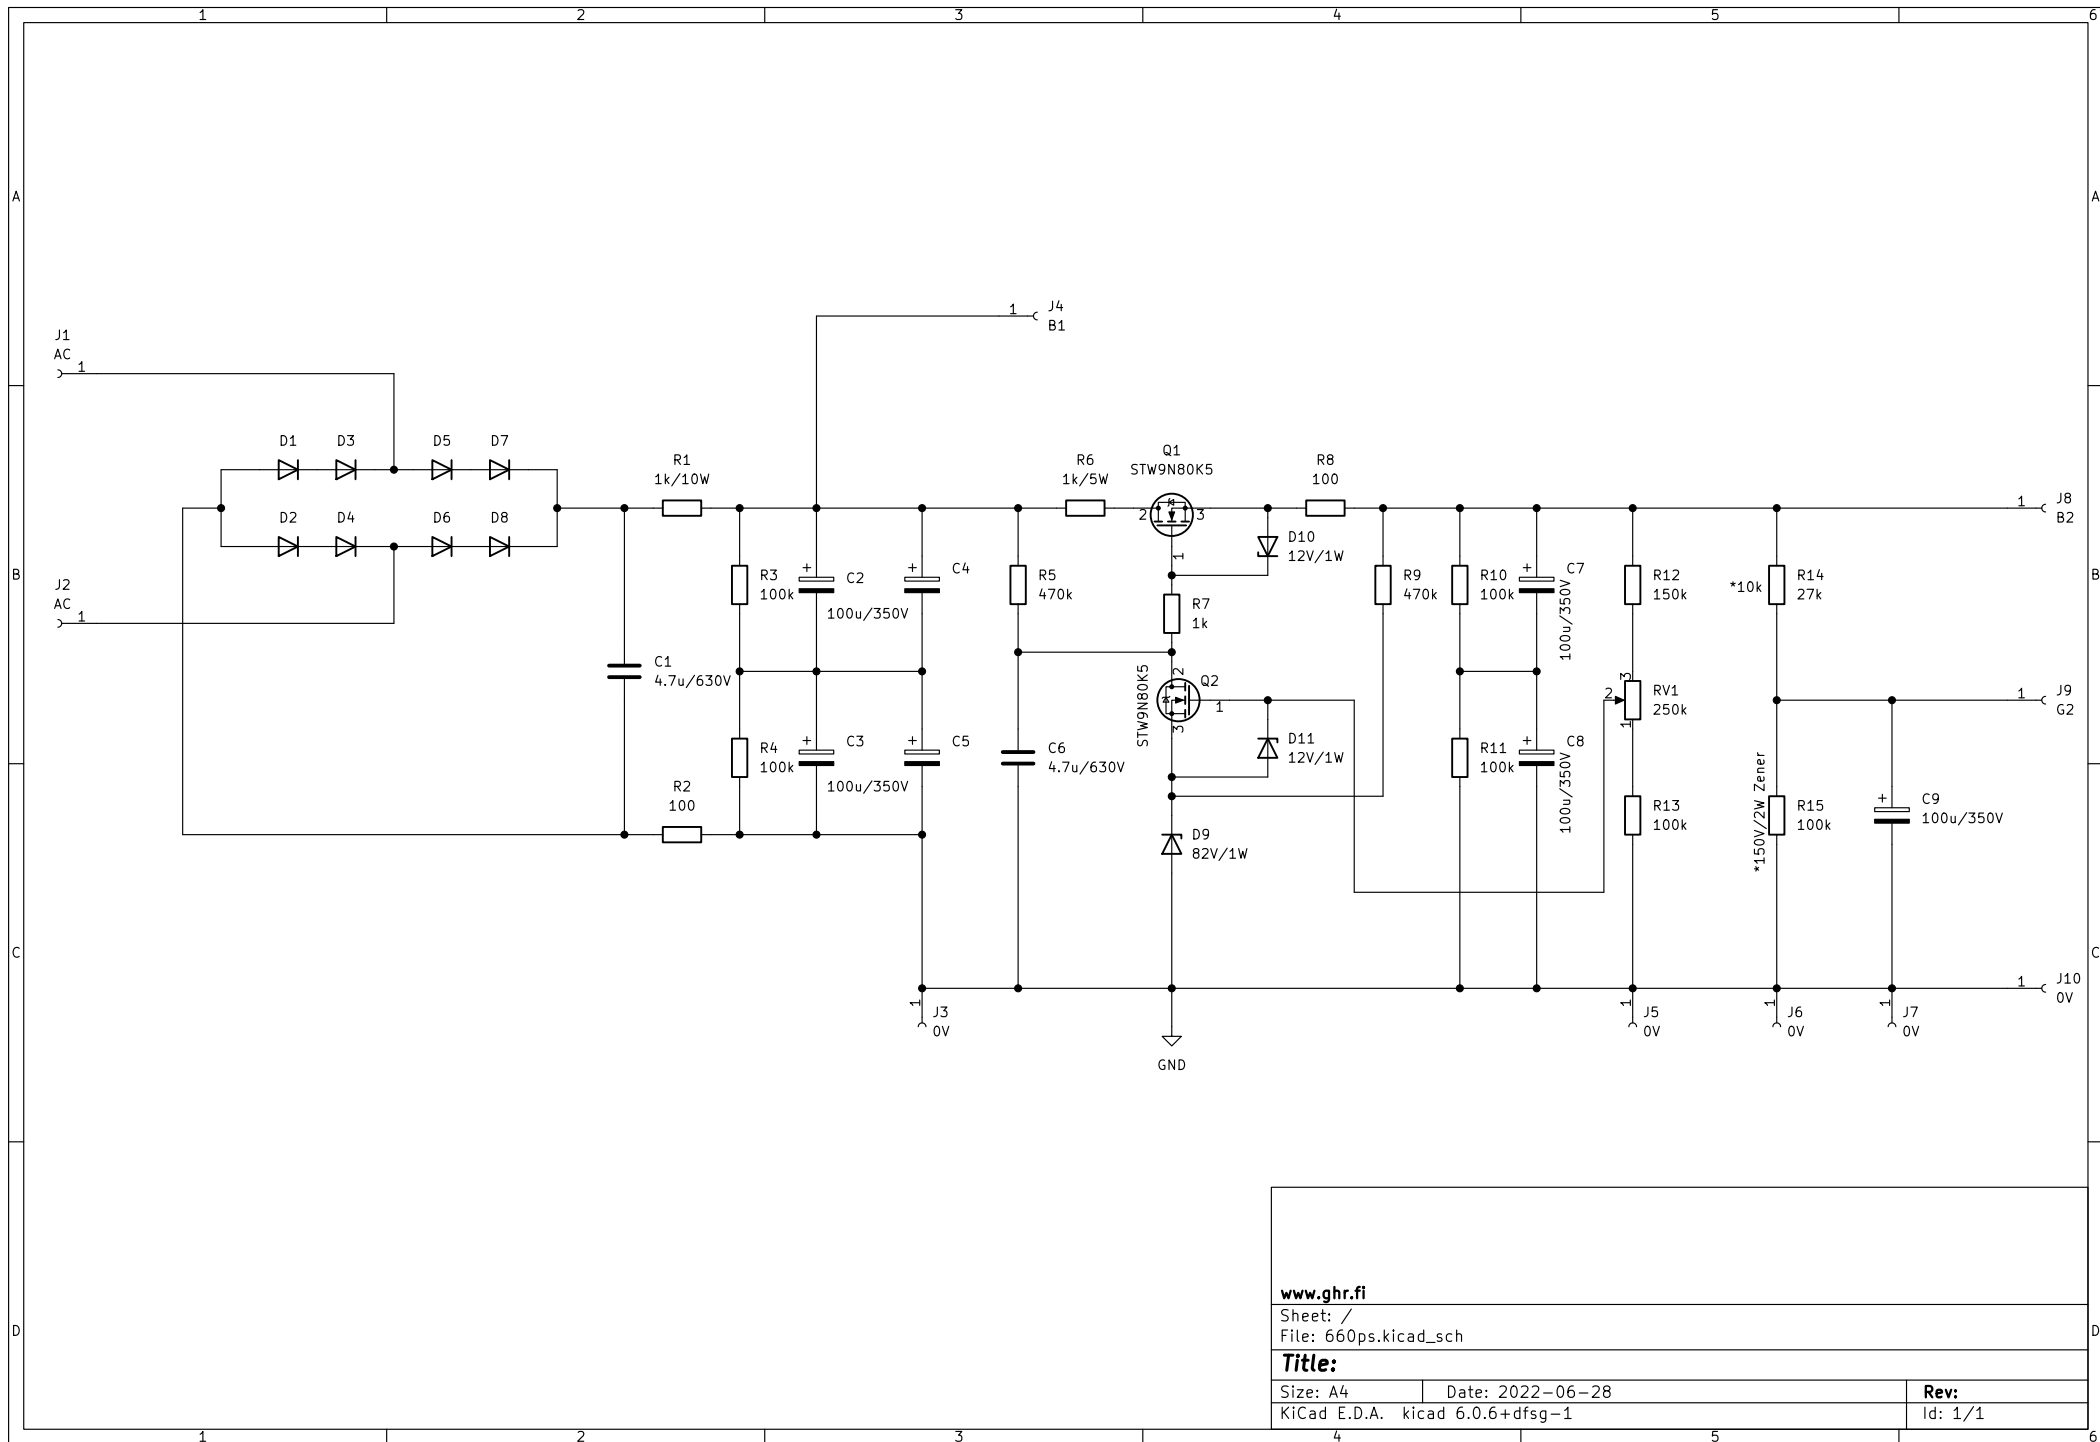 1 2 3 4 5 6
A A
J4
1
B1
J1
AC
1
D1 D3 D5 D7
R1
1k/10W
R6
1k/5W
Q1
STW9N80K5
2 3
1
R8
100
1 J8
B2
D2 D4 D6 D8
D10
12V/1W
B B
J2
AC
1
R3
100k
+ C2
100u/350V
+ C4
R5
470k
R7
1k
R9
470k
R10
100k
+ C7
100u/350V
R12
150k
*10k
R14
27k
C1
4.7u/630V
STW9N80K5
2
Q2
1
3
3
2
RV1
250k
1
1 J9
G2
R4
100k
+ C3
100u/350V
+ C5
C6
4.7u/630V
D11
12V/1W
R11
100k
+ C8
100u/350V
*150V/2W Zener
R2
100
D9
82V/1W
R13
100k
R15
100k
+ C9
100u/350V
C C
1 J10
0V
1 J3
0V
GND
1 J5
0V
1 J6
0V
1 J7
0V
www.ghr.fi
Sheet: /
File: 660ps.kicad_sch
D D
Title:
Size: A4 Date: 2022-06-28 Rev:
KiCad E.D.A. kicad 6.0.6+dfsg-1 Id: 1/1
1 2 3 4 5 6